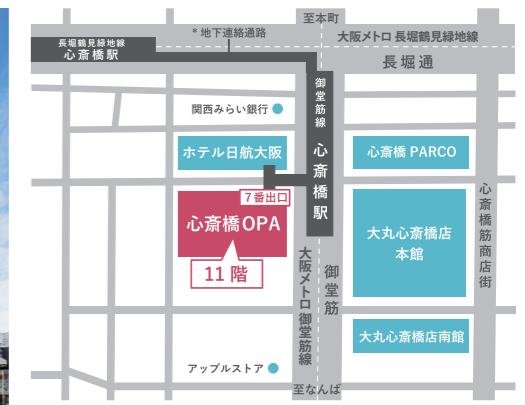 至本町
* 地下連絡通路
大阪メトロ 長堀鶴見緑地線
長堀鶴見緑地線
心斎橋駅
長堀通
関西みらい銀行
御堂筋線
心斎橋駅
ホテル日航大阪
心斎橋 PARCO
7番出口
心斎橋OPA
11 階
大丸心斎橋店
本館
心斎橋筋商店街
大阪メトロ 御堂筋線
御堂筋
大丸心斎橋店南館
アップルストア
至なんば